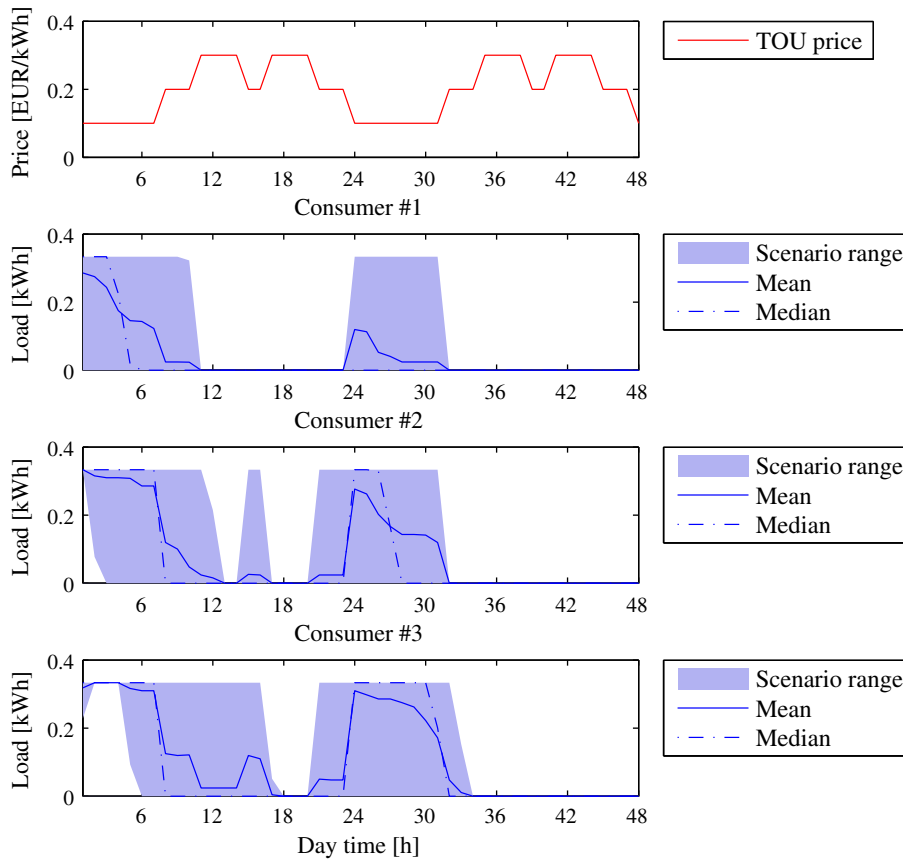 0.4
0.2
0
Price [EUR/kWh]
6 12 18 24 30 36 42 48
TOU price
Consumer #1
0.4
0.2
0
Load [kWh]
6 12 18 24 30 36 42 48
Scenario range
Mean
Median
Consumer #2
0.4
0.2
0
Load [kWh]
6 12 18 24 30 36 42 48
Scenario range
Mean
Median
Consumer #3
0.4
0.2
0
Load [kWh]
6 12 18 24 30 36 42 48
Scenario range
Mean
Median
Day time [h]